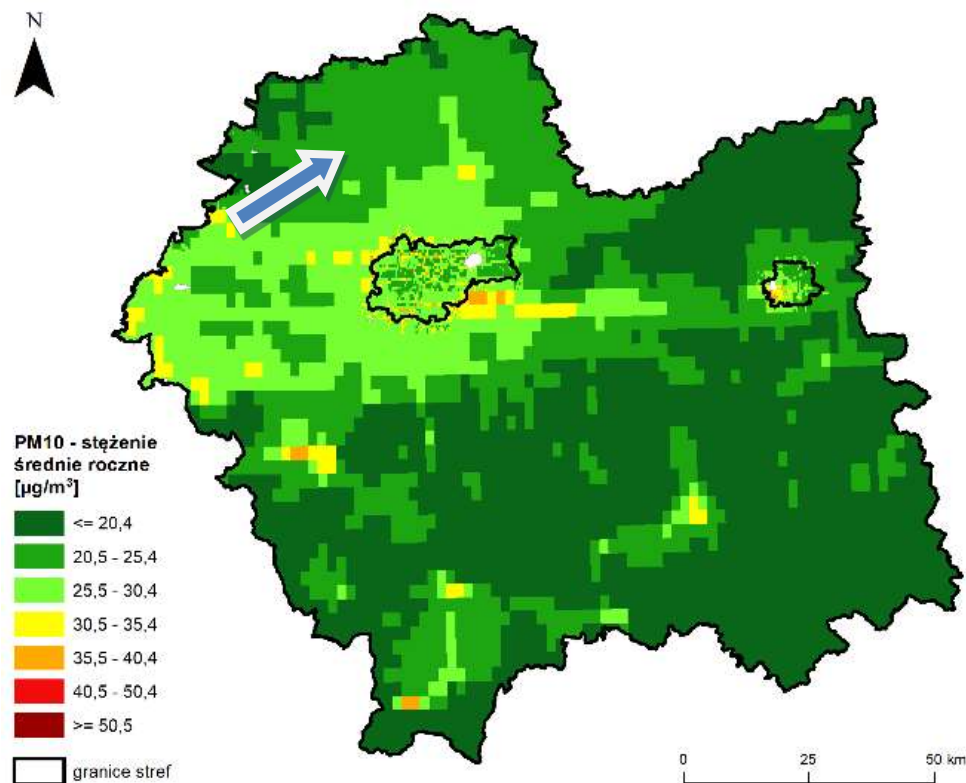 N
PM10 - stężenie
średnie roczne
[µg/m³]
<= 20,4
20,5 - 25,4
25,5 - 30,4
30,5 - 35,4
35,5 - 40,4
40,5 - 50,4
>= 50,5
granice stref
0 25 50 km